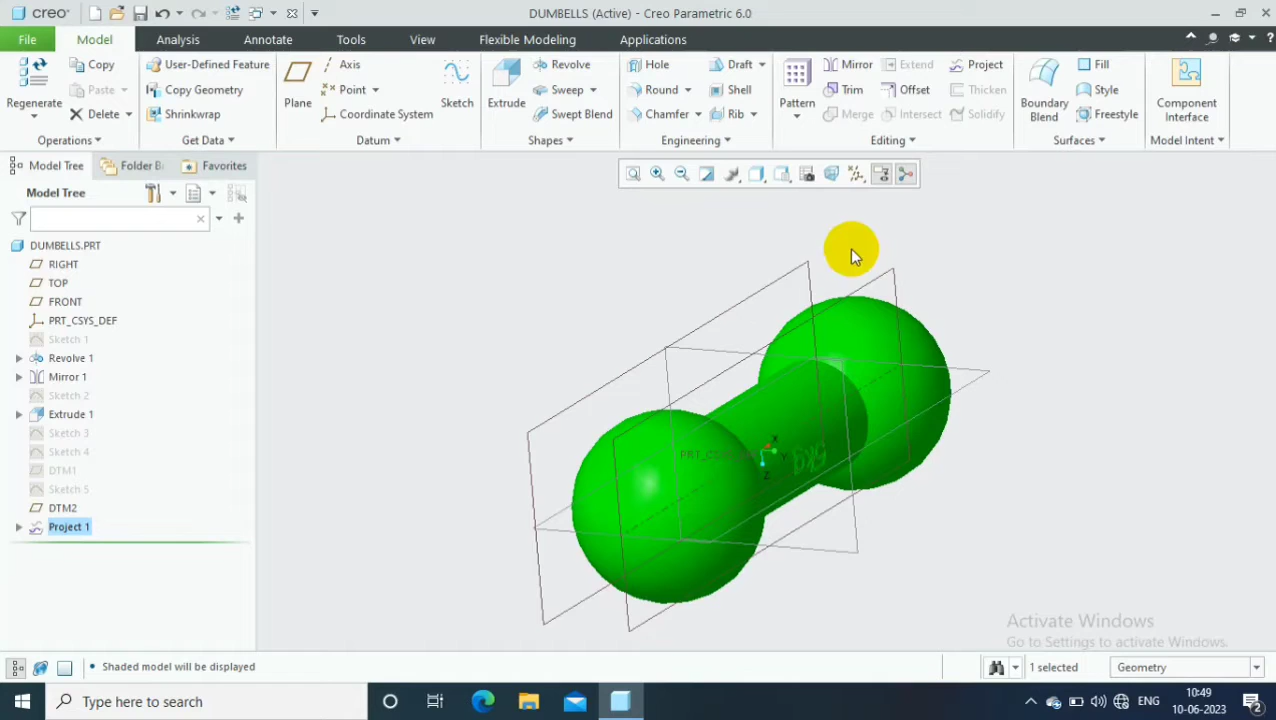 creo
DUMBELLS (Active) - Creo Parametric 6.0
File Model Analysis Annotate Tools View Flexible Modeling Applications
Regenerate
Copy
Paste
Delete
Operations
User-Defined Feature
Copy Geometry
Shrinkwrap
Get Data
Plane
Axis
Point
Coordinate System
Sketch
Datum
Extrude
Revolve
Sweep
Swept Blend
Shapes
Hole
Round
Chamfer
Draft
Shell
Rib
Engineering
Pattern
Mirror
Trim
Merge
Extend
Offset
Intersect
Project
Thicken
Solidify
Editing
Boundary
Blend
Fill
Style
Freestyle
Surfaces
Component
Interface
Model Intent
Model Tree
Favorites
Model Tree
DUMBELLS.PRT
RIGHT
TOP
FRONT
PRT_CSYS_DEF
Sketch 1
Revolve 1
Mirror 1
Sketch 2
Extrude 1
Sketch 3
Sketch 4
DTM1
Sketch 5
DTM2
Project 1
5kg
Activate Windows
Go to Settings to activate Windows.
Shaded model will be displayed
1 selected
Geometry
Type here to search
ENG
10:49
10-06-2023
2